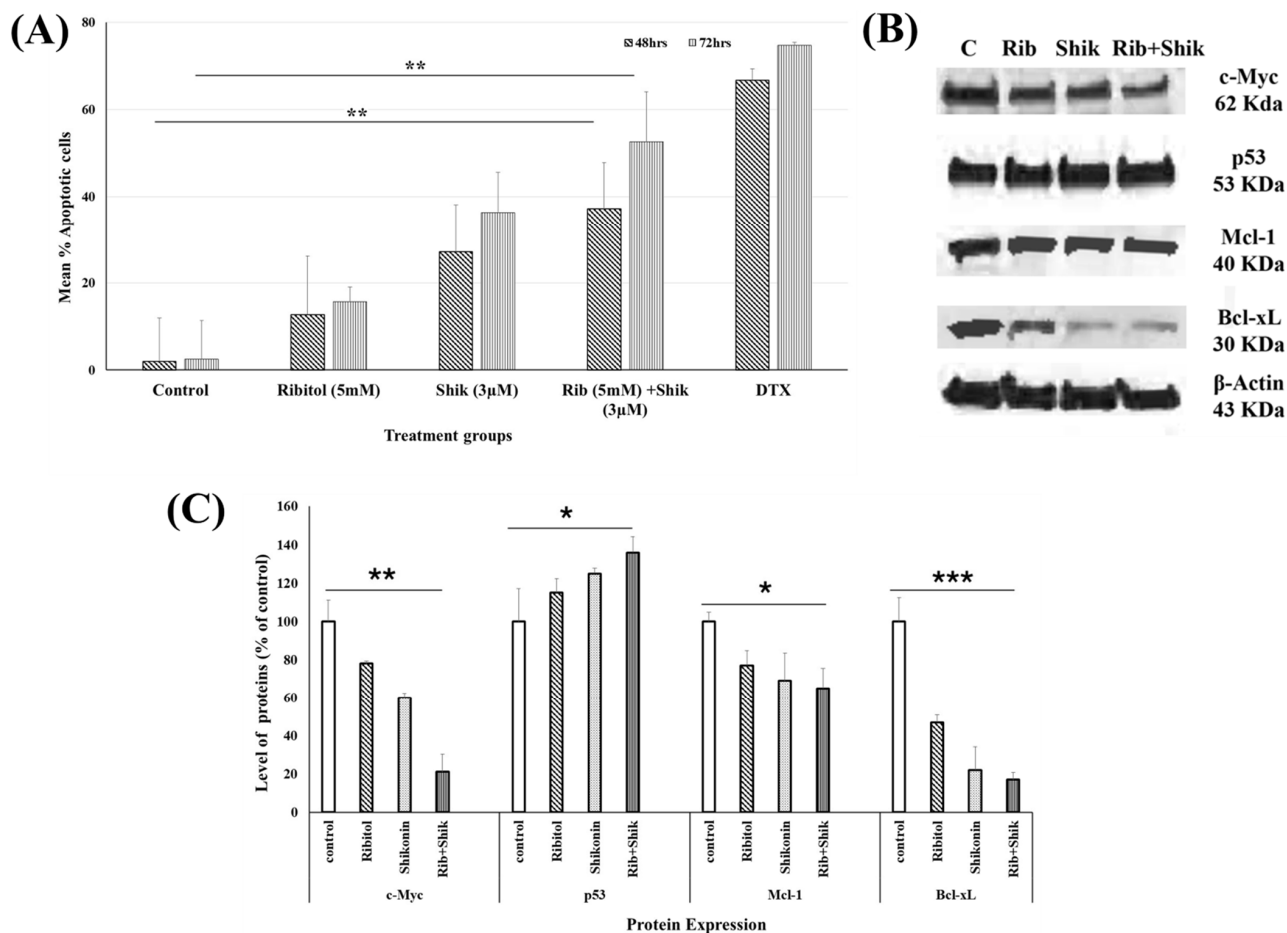 (A)
80
60
40
20
0
Mean % Apoptotic cells
48hrs 72hrs
**
**
Control
Ribitol (5mM)
Shik (3µM)
Rib (5mM) +Shik
(3µM)
DTX
Treatment groups
(B)
C Rib Shik Rib+Shik
c-Myc
62 Kda
p53
53 KDa
Mcl-1
40 KDa
Bcl-xL
30 KDa
β-Actin
43 KDa
(C)
160
140
120
100
80
60
40
20
0
Level of proteins (% of control)
**
*
*
***
control
Ribitol
Shikonin
Rib+Shik
control
Ribitol
Shikonin
Rib+Shik
control
Ribitol
Shikonin
Rib+Shik
control
Ribitol
Shikonin
Rib+Shik
c-Myc
p53
Mcl-1
Bcl-xL
Protein Expression